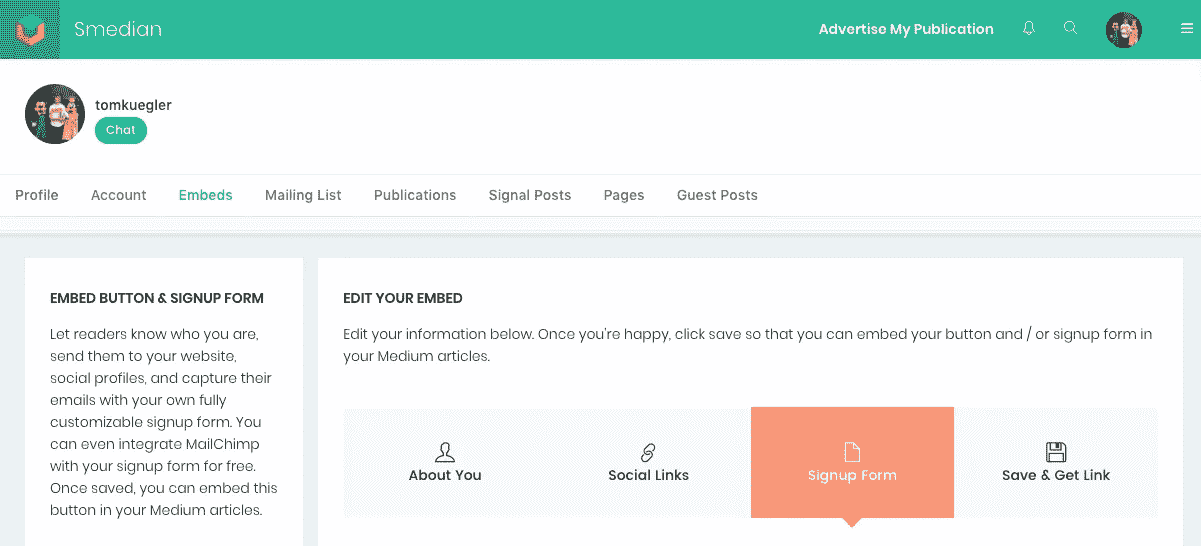 Smedian
Advertise My Publication
tomkuegler
Chat
Profile Account Embeds Mailing List Publications Signal Posts Pages Guest Posts
EMBED BUTTON & SIGNUP FORM
Let readers know who you are,
send them to your website,
social profiles, and capture their
emails with your own fully
customizable signup form. You
can even integrate MailChimp
with your signup form for free.
Once saved, you can embed this
button in your Medium articles.
EDIT YOUR EMBED
Edit your information below. Once you're happy, click save so that you can embed your button and / or signup form in
your Medium articles.
About You Social Links Signup Form Save & Get Link